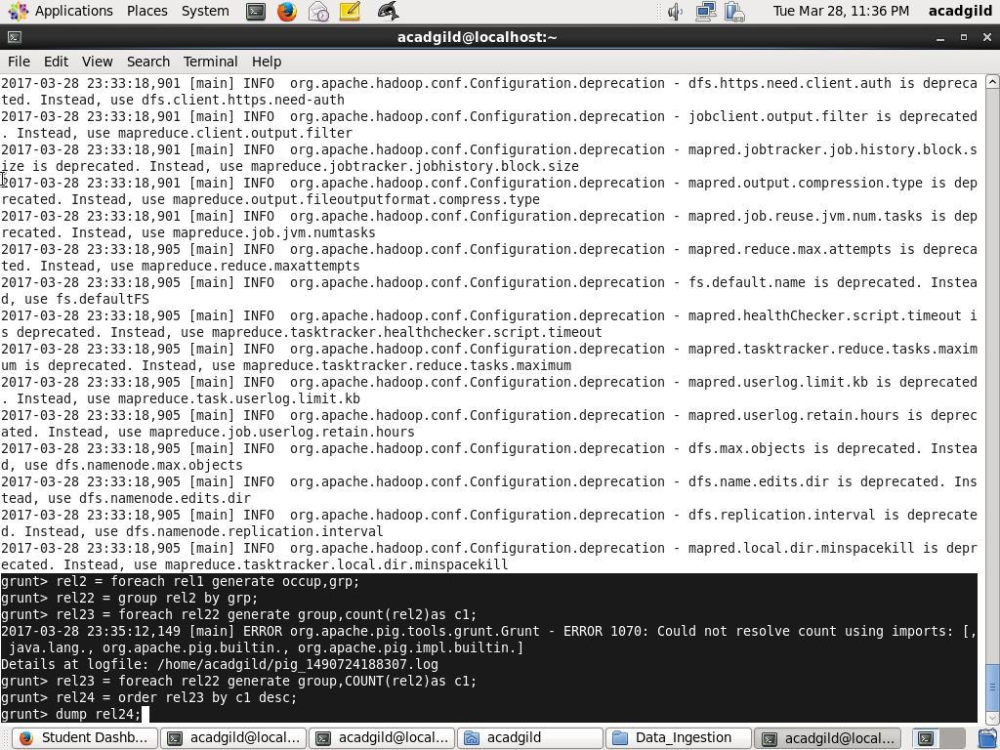 Applications Places System Tue Mar 28, 11:36 PM acadgild
acadgild@localhost:~
File Edit View Search Terminal Help
2017-03-28 23:33:18,901 [main] INFO  org.apache.hadoop.conf.Configuration.deprecation - dfs.https.need.client.auth is depreca
ted. Instead, use dfs.client.https.need-auth
2017-03-28 23:33:18,901 [main] INFO  org.apache.hadoop.conf.Configuration.deprecation - jobclient.output.filter is deprecated
. Instead, use mapreduce.client.output.filter
2017-03-28 23:33:18,901 [main] INFO  org.apache.hadoop.conf.Configuration.deprecation - mapred.jobtracker.job.history.block.s
ize is deprecated. Instead, use mapreduce.jobtracker.jobhistory.block.size
2017-03-28 23:33:18,901 [main] INFO  org.apache.hadoop.conf.Configuration.deprecation - mapred.output.compression.type is dep
recated. Instead, use mapreduce.output.fileoutputformat.compress.type
2017-03-28 23:33:18,901 [main] INFO  org.apache.hadoop.conf.Configuration.deprecation - mapred.job.reuse.jvm.num.tasks is dep
recated. Instead, use mapreduce.job.jvm.numtasks
2017-03-28 23:33:18,905 [main] INFO  org.apache.hadoop.conf.Configuration.deprecation - mapred.reduce.max.attempts is depreca
ted. Instead, use mapreduce.reduce.maxattempts
2017-03-28 23:33:18,905 [main] INFO  org.apache.hadoop.conf.Configuration.deprecation - fs.default.name is deprecated. Instea
d, use fs.defaultFS
2017-03-28 23:33:18,905 [main] INFO  org.apache.hadoop.conf.Configuration.deprecation - mapred.healthChecker.script.timeout i
s deprecated. Instead, use mapreduce.tasktracker.healthchecker.script.timeout
2017-03-28 23:33:18,905 [main] INFO  org.apache.hadoop.conf.Configuration.deprecation - mapred.tasktracker.reduce.tasks.maxim
um is deprecated. Instead, use mapreduce.tasktracker.reduce.tasks.maximum
2017-03-28 23:33:18,905 [main] INFO  org.apache.hadoop.conf.Configuration.deprecation - mapred.userlog.limit.kb is deprecated
. Instead, use mapreduce.task.userlog.limit.kb
2017-03-28 23:33:18,905 [main] INFO  org.apache.hadoop.conf.Configuration.deprecation - mapred.userlog.retain.hours is deprec
ated. Instead, use mapreduce.job.userlog.retain.hours
2017-03-28 23:33:18,905 [main] INFO  org.apache.hadoop.conf.Configuration.deprecation - dfs.max.objects is deprecated. Instea
d, use dfs.namenode.max.objects
2017-03-28 23:33:18,905 [main] INFO  org.apache.hadoop.conf.Configuration.deprecation - dfs.name.edits.dir is deprecated. Ins
tead, use dfs.namenode.edits.dir
2017-03-28 23:33:18,905 [main] INFO  org.apache.hadoop.conf.Configuration.deprecation - dfs.replication.interval is deprecate
d. Instead, use dfs.namenode.replication.interval
2017-03-28 23:33:18,905 [main] INFO  org.apache.hadoop.conf.Configuration.deprecation - mapred.local.dir.minspacekill is depr
ecated. Instead, use mapreduce.tasktracker.local.dir.minspacekill
grunt> rel2 = foreach rel1 generate occup,grp;
grunt> rel22 = group rel2 by grp;
grunt> rel23 = foreach rel22 generate group,count(rel2)as c1;
2017-03-28 23:35:12,149 [main] ERROR org.apache.pig.tools.grunt.Grunt - ERROR 1070: Could not resolve count using imports: [,
 java.lang., org.apache.pig.builtin., org.apache.pig.impl.builtin.]
Details at logfile: /home/acadgild/pig_1490724188307.log
grunt> rel23 = foreach rel22 generate group,COUNT(rel2)as c1;
grunt> rel24 = order rel23 by c1 desc;
grunt> dump rel24;
Student Dashb... acadgild@local... acadgild@local... acadgild Data_Ingestion acadgild@local...